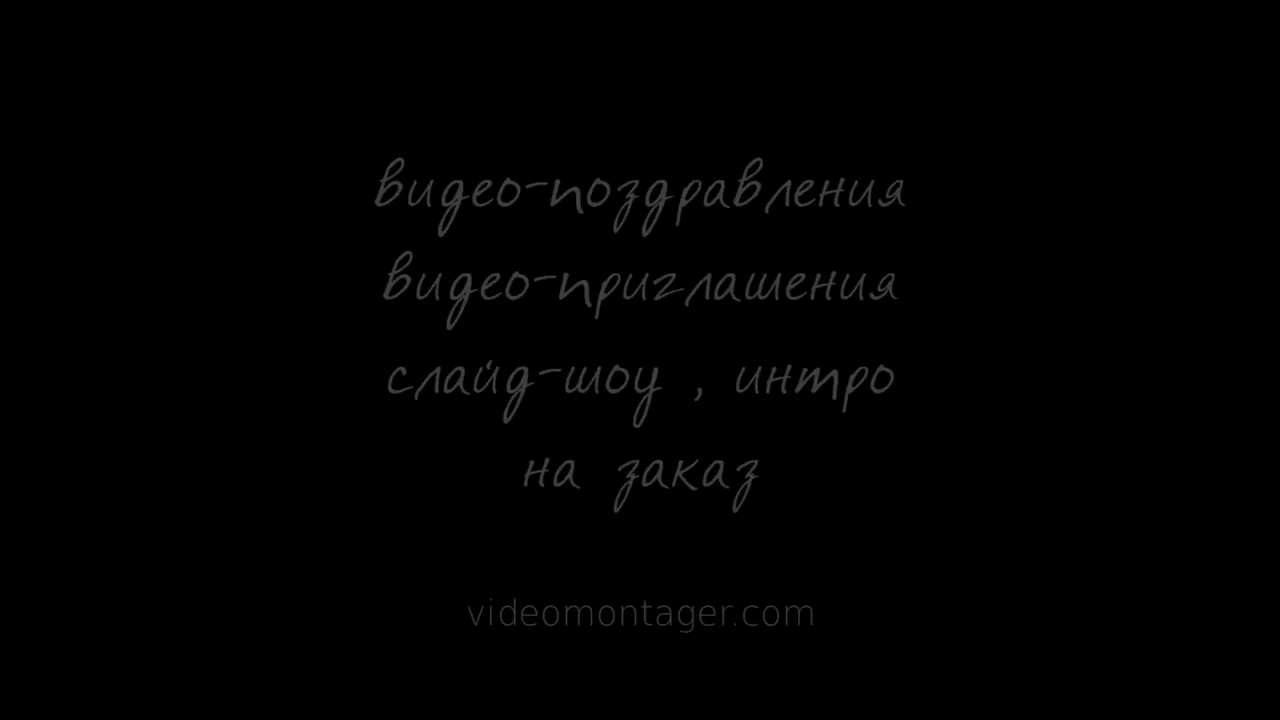 видео-поздравления
видео-приглашения
слайд-шоу , интро
на заказ
videomontager.com